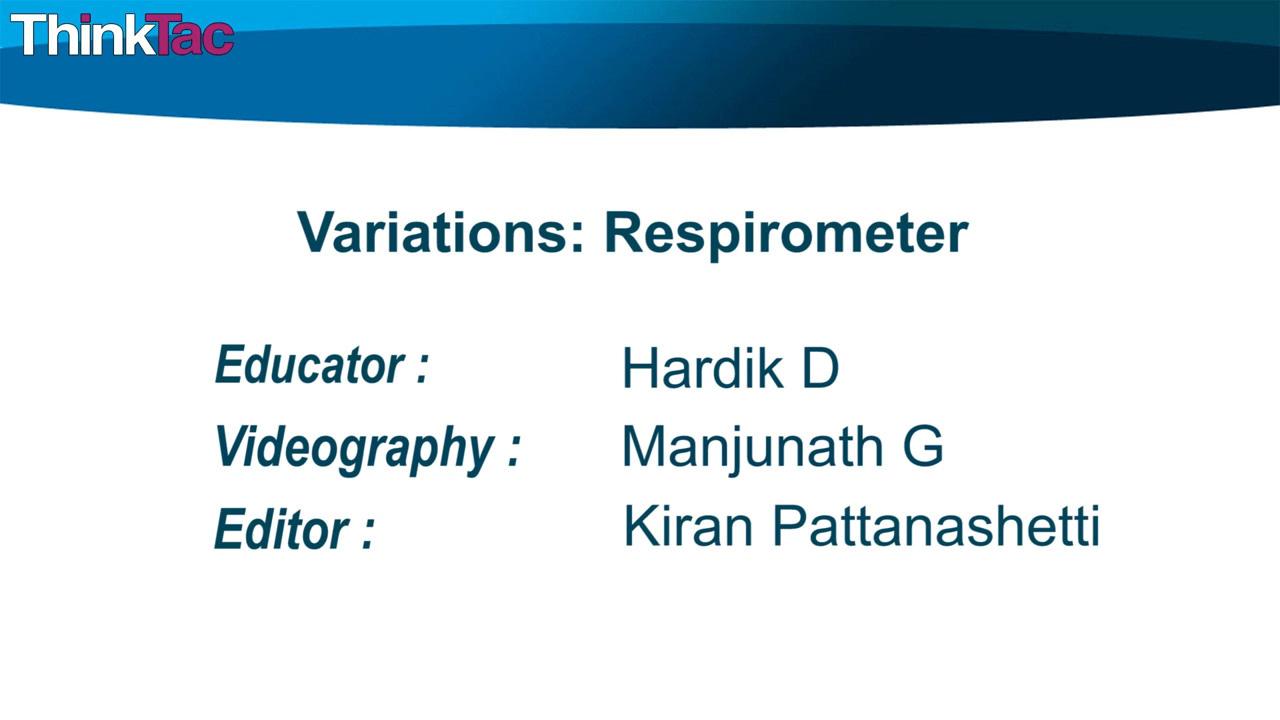 ThinkTac
Variations: Respirometer
Educator : Hardik D
Videography : Manjunath G
Editor : Kiran Pattanashetti